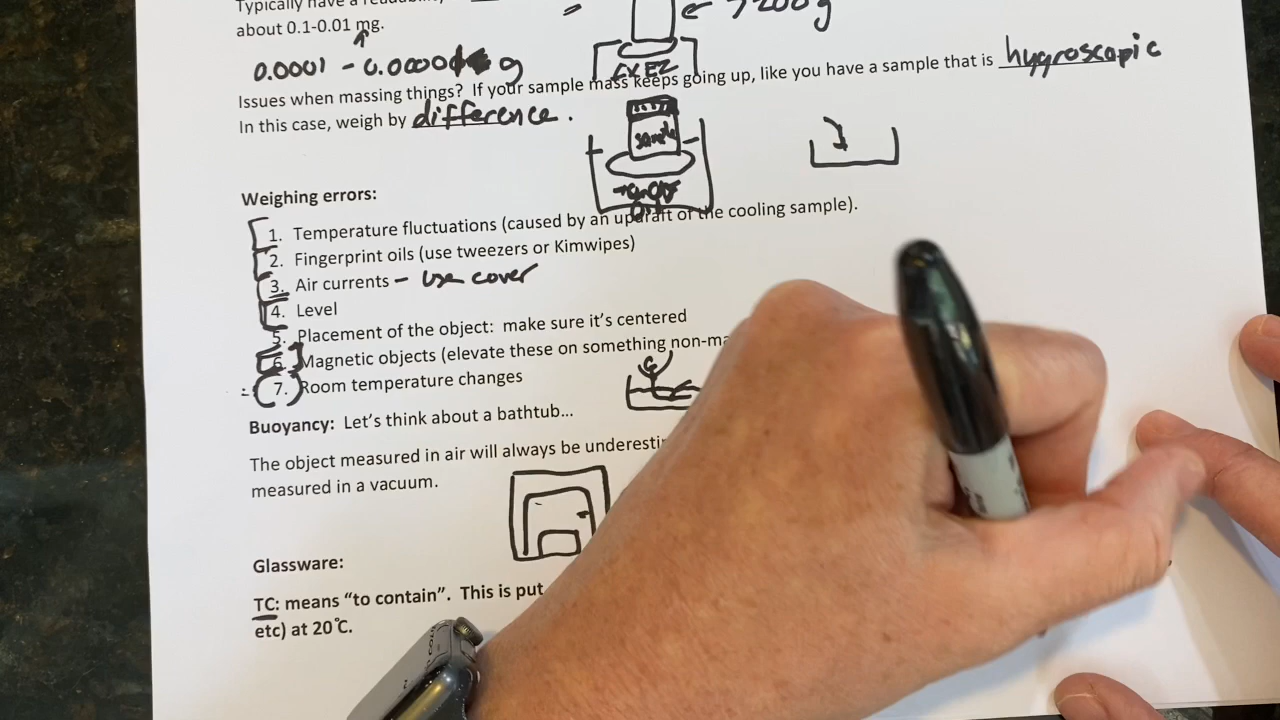 Typically have a readability
about 0.1-0.01 mg.
7200g
0.0001 - 0.0000 g
Issues when massing things? If your sample mass keeps going up, like you have a sample that is hygroscopic
In this case, weigh by difference.
sample
Weighing errors:
1. Temperature fluctuations (caused by an updraft of the cooling sample).
2. Fingerprint oils (use tweezers or Kimwipes)
3. Air currents - use cover
4. Level
5. Placement of the object: make sure it's centered
6. Magnetic objects (elevate these on something
7. Room temperature changes
Buoyancy: Let's think about a bathtub...
The object measured in air will always be
measured in a vacuum.
Glassware:
TC: means "to contain". This is put
etc) at 20°C.